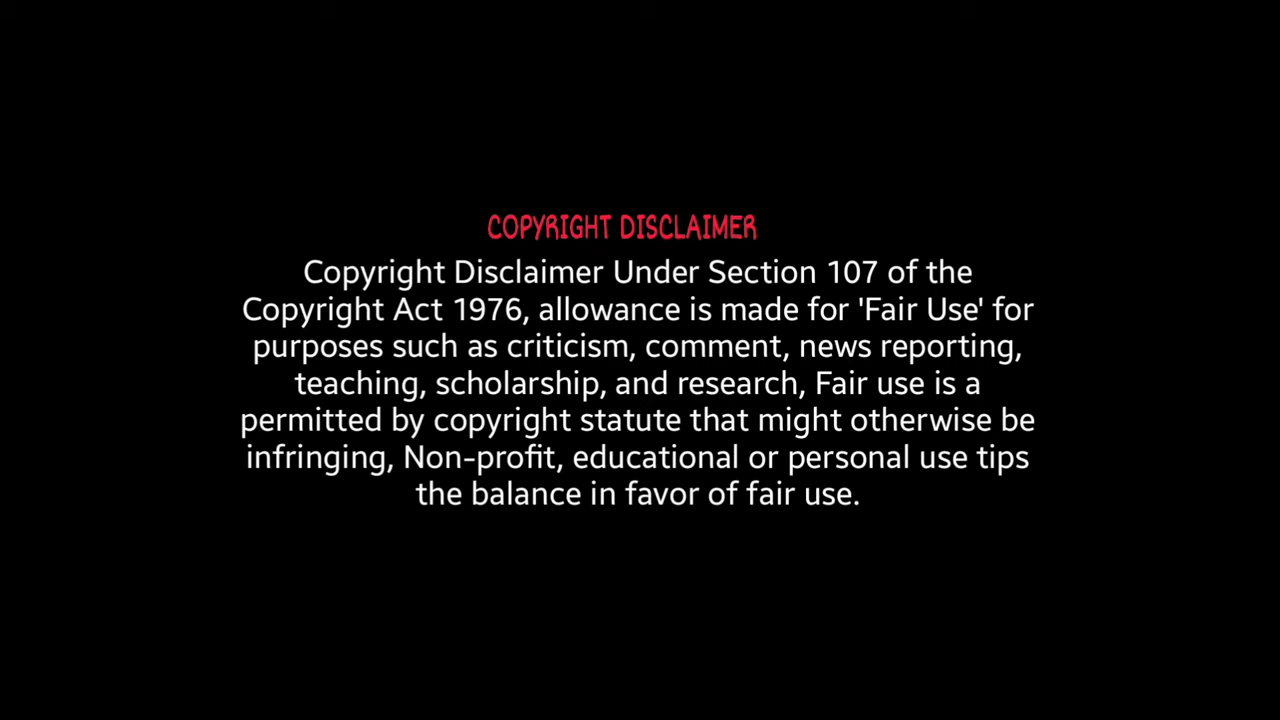 COPYRIGHT DISCLAIMER
Copyright Disclaimer Under Section 107 of the
Copyright Act 1976, allowance is made for 'Fair Use' for
purposes such as criticism, comment, news reporting,
teaching, scholarship, and research, Fair use is a
permitted by copyright statute that might otherwise be
infringing, Non-profit, educational or personal use tips
the balance in favor of fair use.